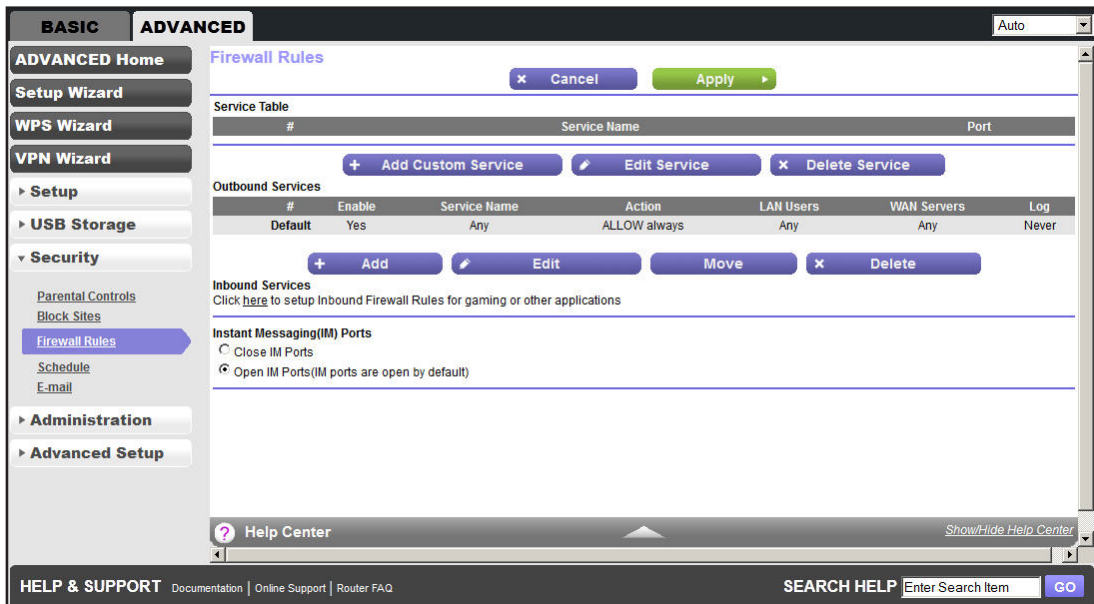 BASIC ADVANCED Auto
ADVANCED Home
Setup Wizard
WPS Wizard
VPN Wizard
Setup
USB Storage
Security
Parental Controls
Block Sites
Firewall Rules
Schedule
E-mail
Administration
Advanced Setup
Firewall Rules
Cancel Apply
Service Table
# Service Name Port
Add Custom Service Edit Service Delete Service
Outbound Services
# Enable Service Name Action LAN Users WAN Servers Log
Default Yes Any ALLOW always Any Any Never
Add Edit Move Delete
Inbound Services
Click here to setup Inbound Firewall Rules for gaming or other applications
Instant Messaging(IM) Ports
Close IM Ports
Open IM Ports(IM ports are open by default)
? Help Center Show/Hide Help Center
HELP & SUPPORT Documentation | Online Support | Router FAQ SEARCH HELP Enter Search Item GO